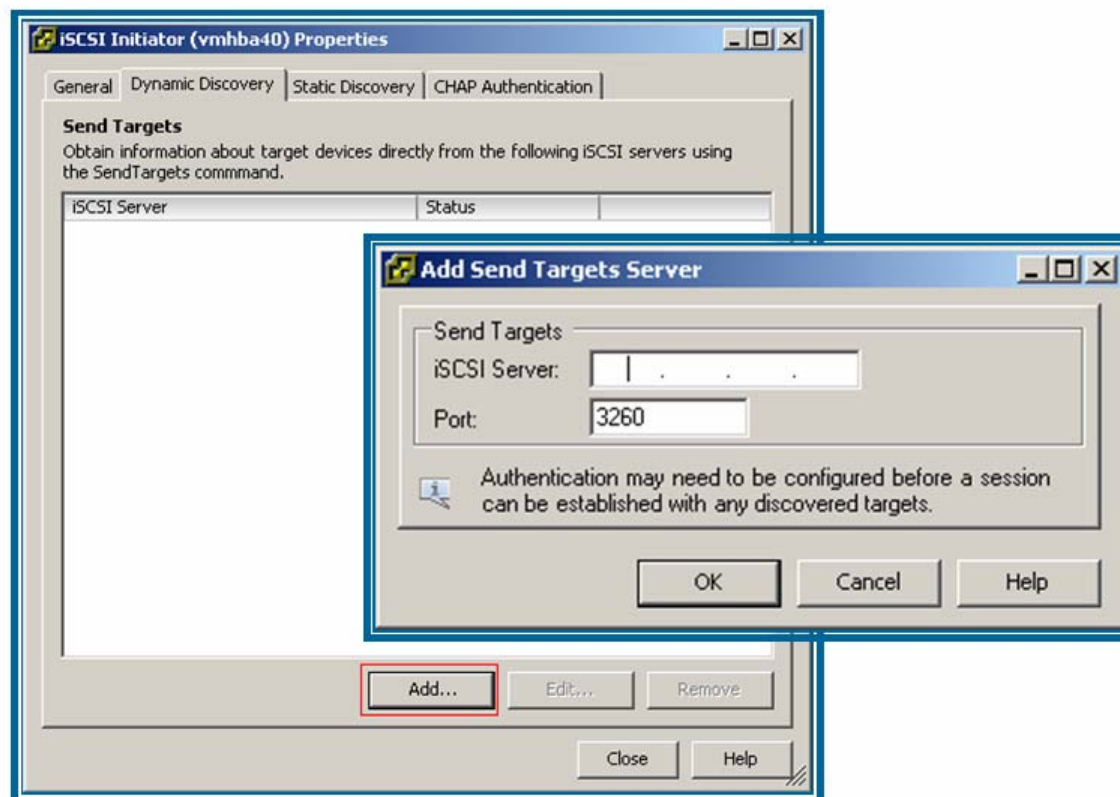 iSCSI Initiator (vmhba40) Properties
General
Dynamic Discovery
Static Discovery
CHAP Authentication
Send Targets
Obtain information about target devices directly from the following iSCSI servers using
the SendTargets commmand.
iSCSI Server
Status
Add Send Targets Server
Send Targets
iSCSI Server:
. . .
Port:
3260
Authentication may need to be configured before a session
can be established with any discovered targets.
OK
Cancel
Help
Add...
Edit...
Remove
Close
Help